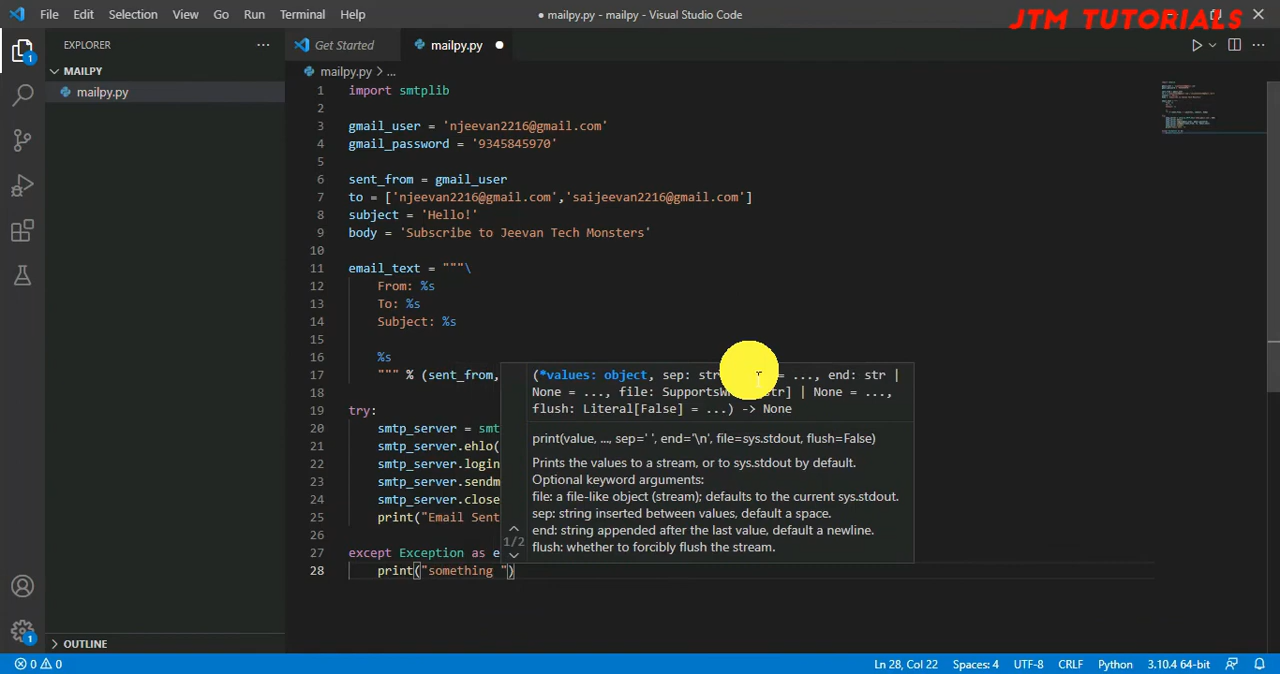 File Edit Selection View Go Run Terminal Help
● mailpy.py - mailpy - Visual Studio Code
JTM TUTORIALS
EXPLORER ...
Get Started
mailpy.py ●
MAILPY
mailpy.py
mailpy.py > ...
1 import smtplib
2
3 gmail_user = 'njeevan2216@gmail.com'
4 gmail_password = '9345845970'
5
6 sent_from = gmail_user
7 to = ['njeevan2216@gmail.com','saijeevan2216@gmail.com']
8 subject = 'Hello!'
9 body = 'Subscribe to Jeevan Tech Monsters'
10
11 email_text = """\
12 From: %s
13 To: %s
14 Subject: %s
15
16 %s
17 """ % (sent_from,
18
19 try:
20 smtp_server = smt
21 smtp_server.ehlo(
22 smtp_server.login
23 smtp_server.sendm
24 smtp_server.close
25 print("Email Sent
26
27 except Exception as e
28 print("something ")
(*values: object, sep: str = ..., end: str |
None = ..., file: | None = ...,
flush: Literal[False] = ...) -> None
print(value, ..., sep=' ', end='\n', file=sys.stdout, flush=False)
Prints the values to a stream, or to sys.stdout by default.
Optional keyword arguments:
file: a file-like object (stream); defaults to the current sys.stdout.
sep: string inserted between values, default a space.
end: string appended after the last value, default a newline.
flush: whether to forcibly flush the stream.
1/2
OUTLINE
1
1
0 0
Ln 28, Col 22 Spaces: 4 UTF-8 CRLF Python 3.10.4 64-bit